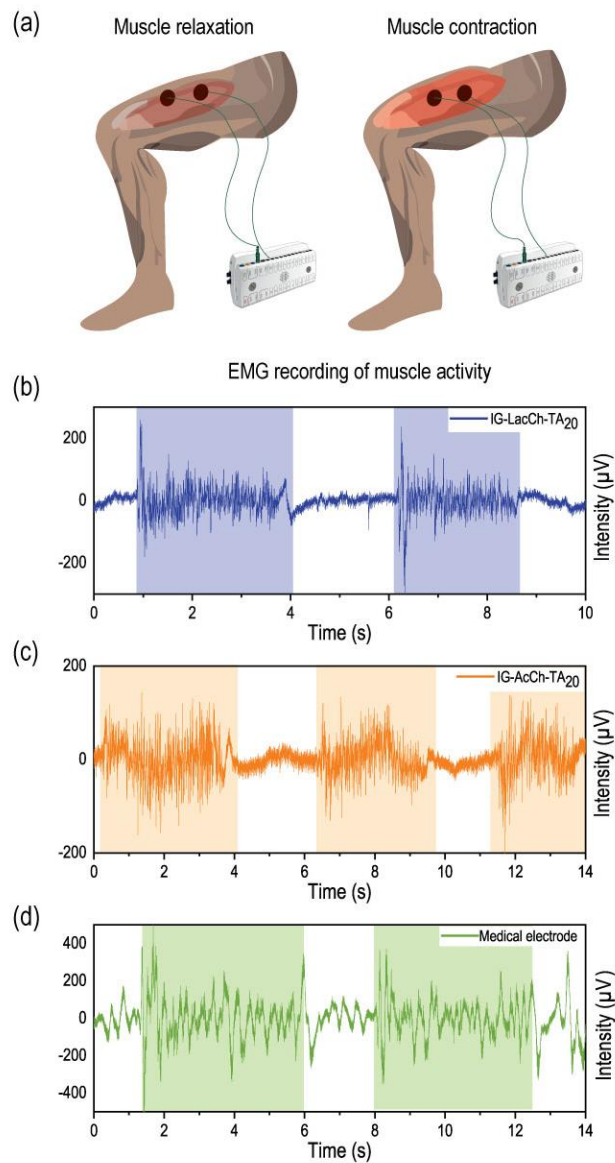 (a)
Muscle relaxation
Muscle contraction
EMG recording of muscle activity
(b)
200
0
-200
IG-LacCh-TA20
Intensity (µV)
0 2 4 6 8 10
Time (s)
(c)
200
0
-200
IG-AcCh-TA20
Intensity (µV)
0 2 4 6 8 10 12 14
Time (s)
(d)
400
200
0
-200
-400
Medical electrode
Intensity (µV)
0 2 4 6 8 10 12 14
Time (s)